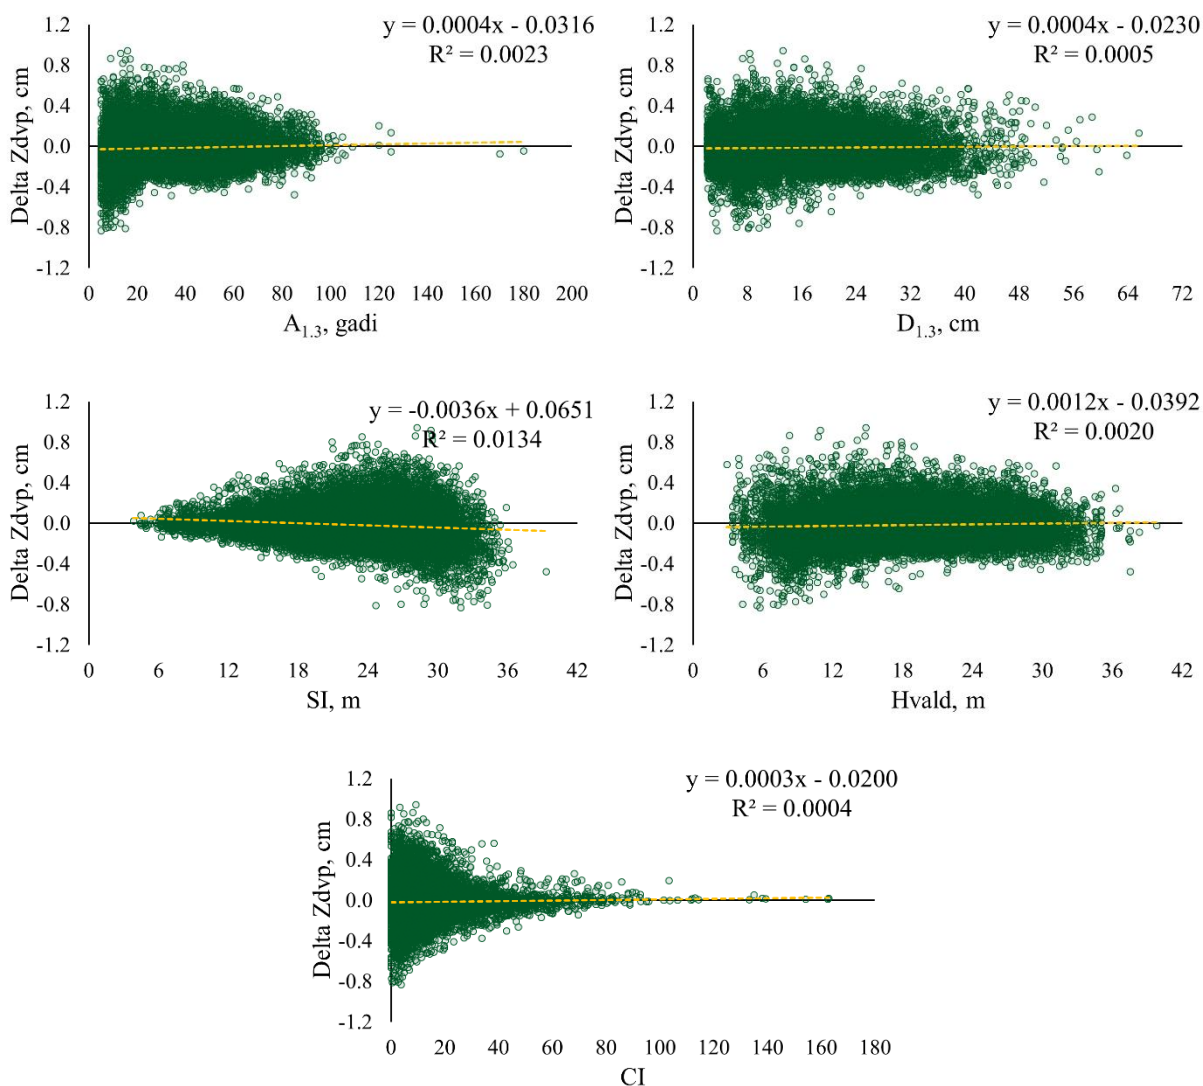 y = 0.0004x - 0.0316
R² = 0.0023
Delta Zdvp, cm
1.2
0.8
0.4
0.0
-0.4
-0.8
-1.2
0 20 40 60 80 100 120 140 160 180 200
A₁.₃, gadi
y = 0.0004x - 0.0230
R² = 0.0005
Delta Zdvp, cm
1.2
0.8
0.4
0.0
-0.4
-0.8
-1.2
0 8 16 24 32 40 48 56 64 72
D₁.₃, cm
y = -0.0036x + 0.0651
R² = 0.0134
Delta Zdvp, cm
1.2
0.8
0.4
0.0
-0.4
-0.8
-1.2
0 6 12 18 24 30 36 42
SI, m
y = 0.0012x - 0.0392
R² = 0.0020
Delta Zdvp, cm
1.2
0.8
0.4
0.0
-0.4
-0.8
-1.2
0 6 12 18 24 30 36 42
Hvald, m
y = 0.0003x - 0.0200
R² = 0.0004
Delta Zdvp, cm
1.2
0.8
0.4
0.0
-0.4
-0.8
-1.2
0 20 40 60 80 100 120 140 160 180
CI